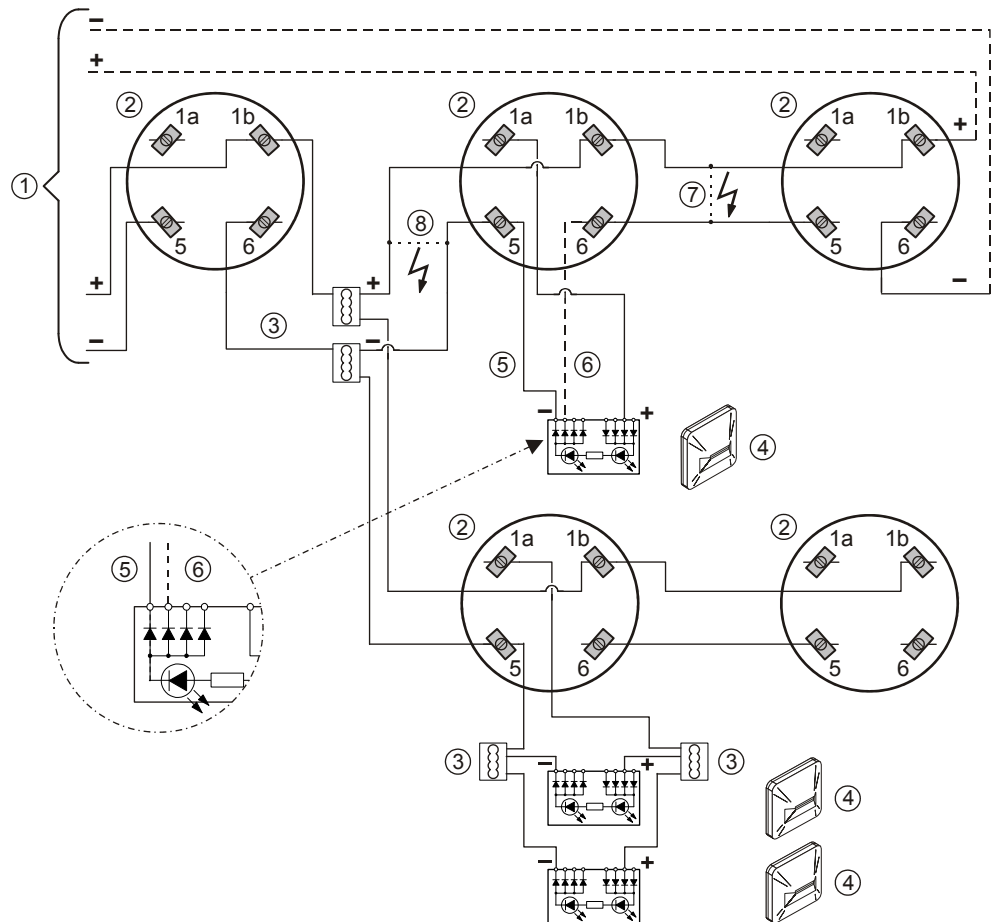 −
+
② 1a 1b ② 1a 1b ② 1a 1b +
① ⑦
5 6 ⑧ 5 6 5 6
+ + −
③
− − ⑤ ⑥
− +
④
② 1a 1b ② 1a 1b
⑤ ⑥
5 6 5 6
③ − + ③
④
− +
④